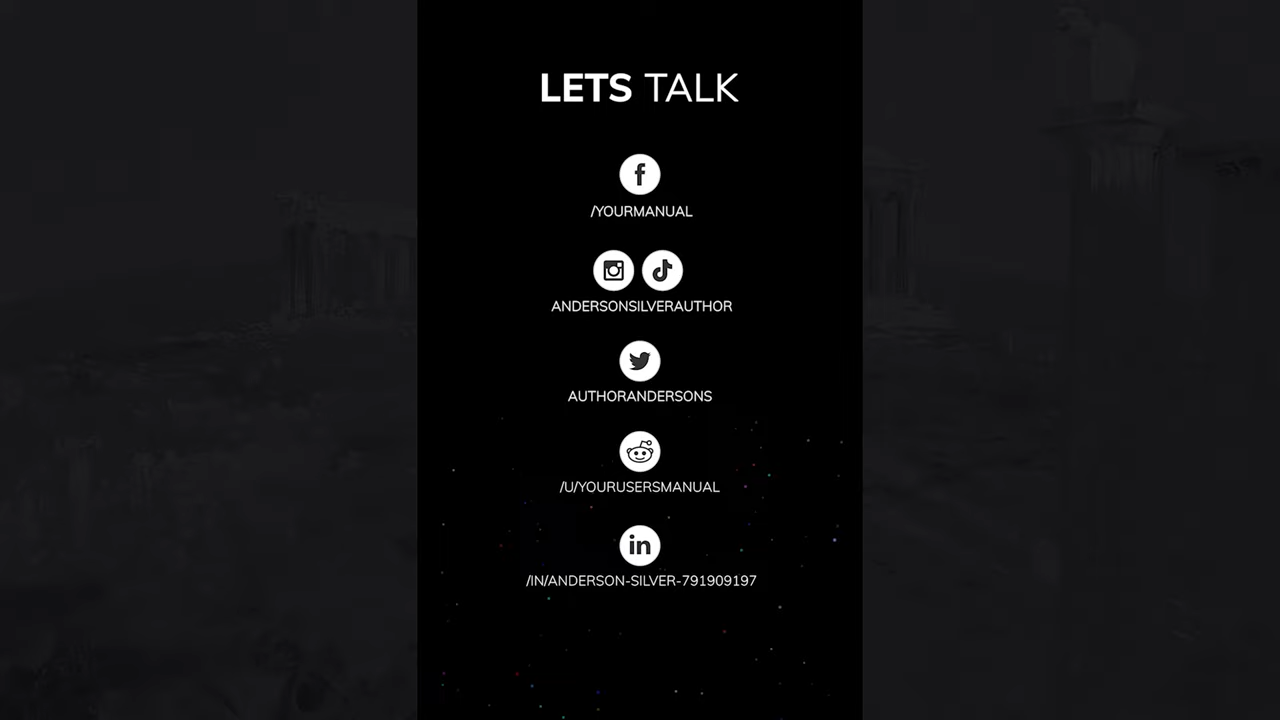 LETS TALK
/YOURMANUAL
ANDERSONSILVERAUTHOR
AUTHORANDERSONS
/U/YOURUSERSMANUAL
/IN/ANDERSON-SILVER-791909197